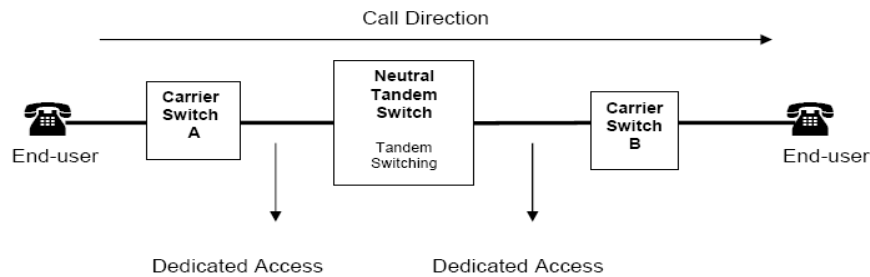 Call Direction
Neutral
Tandem
Switch
Tandem
Switching
Carrier
Switch
A
Carrier
Switch
B
End-user
End-user
Dedicated Access
Dedicated Access